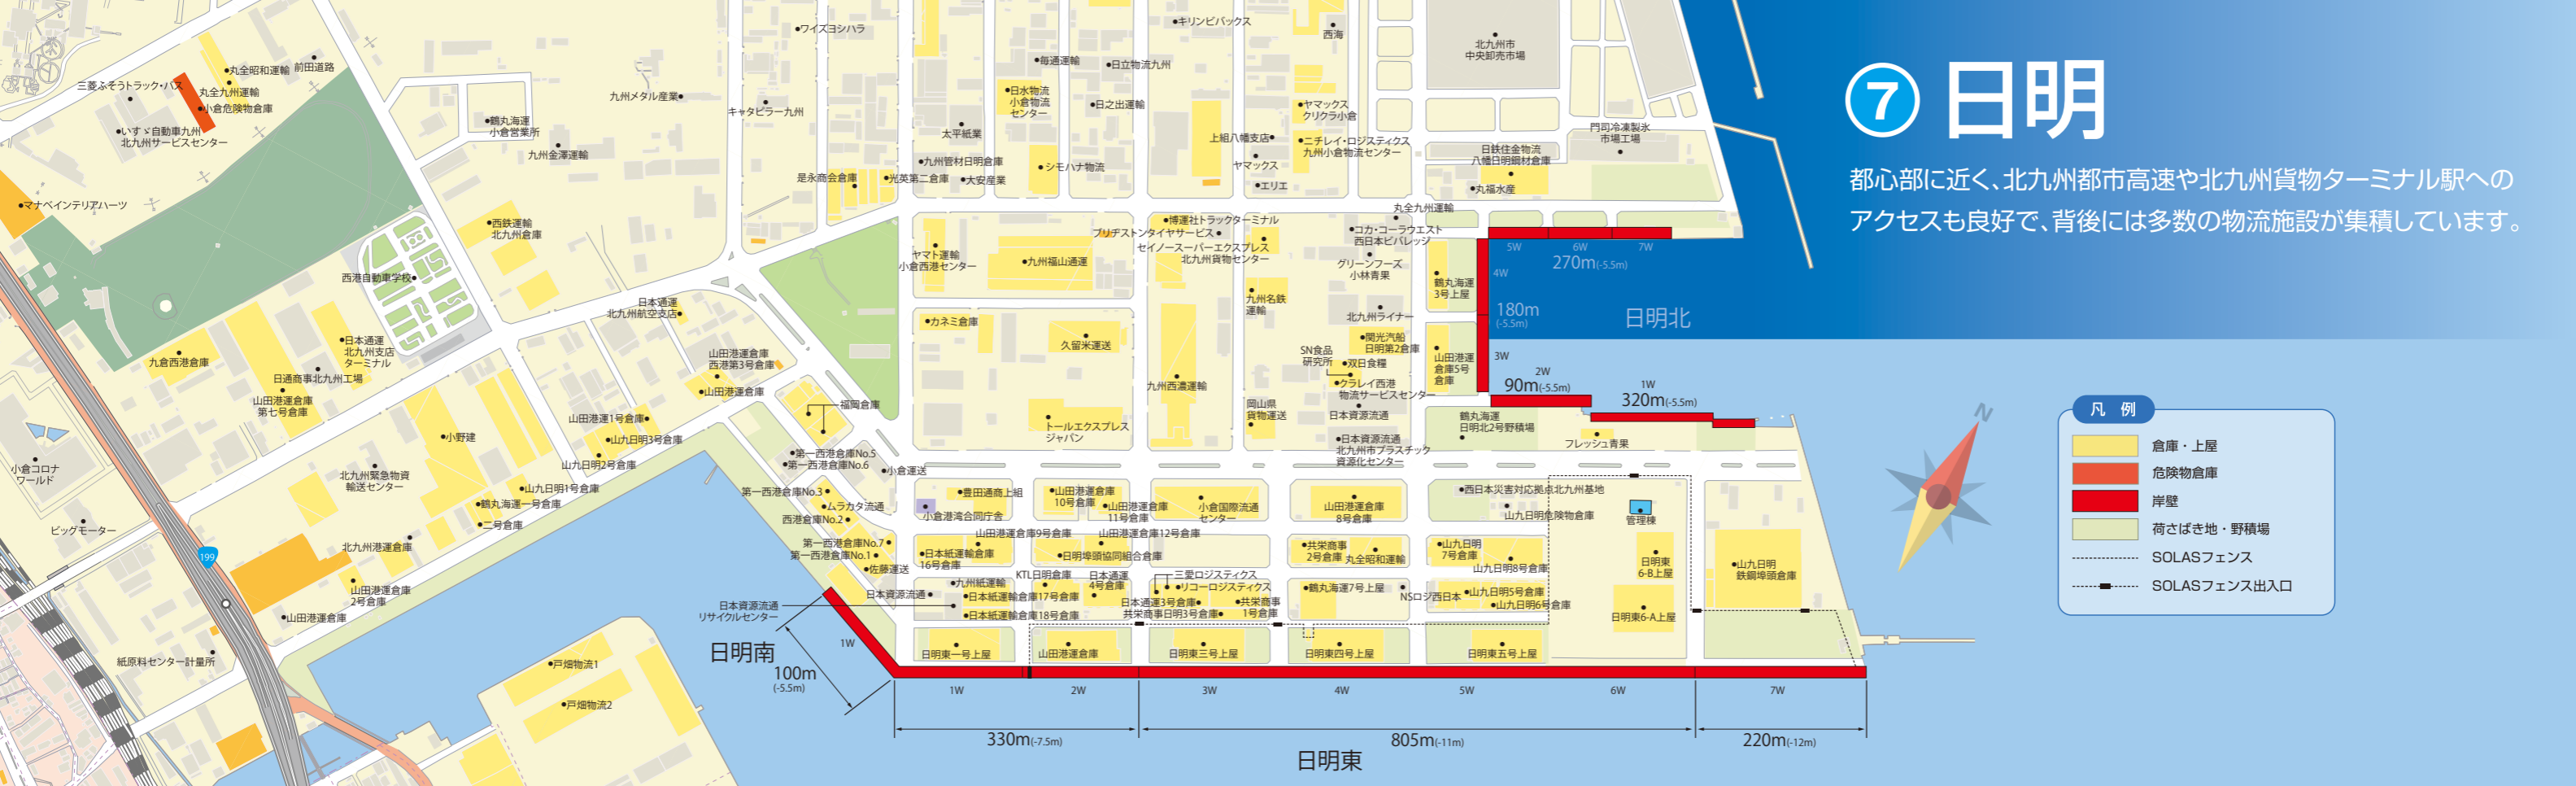 ⑦ 日明
都心部に近く、北九州都市高速や北九州貨物ターミナル駅への
アクセスも良好で、背後には多数の物流施設が集積しています。
凡 例
倉庫・上屋
危険物倉庫
岸壁
荷さばき地・野積場
SOLASフェンス
SOLASフェンス出入口
N
三菱ふそうトラック・バス
丸全昭和運輸
前田道路
丸全九州運輸
小倉危険物倉庫
いすゞ自動車九州
北九州サービスセンター
マナベインテリアハーツ
鶴丸海運
小倉営業所
九州金澤運輸
九州メタル産業
キャタピラー九州
ワイズヨシハラ
西鉄運輸
北九州倉庫
西港自動車学校
日本通運
北九州航空支店
九倉西港倉庫
日本通運
北九州支店
ターミナル
日通商事北九州工場
山田港運倉庫
第七号倉庫
山田港運倉庫
西港第3号倉庫
山田港運倉庫
福岡倉庫
山田港運1号倉庫
山九日明3号倉庫
山九日明2号倉庫
小野建
北九州緊急物資
輸送センター
山九日明1号倉庫
鶴丸海運一号倉庫
二号倉庫
北九州港運倉庫
山田港運倉庫
2号倉庫
山田港運倉庫
紙原料センター計量所
小倉コロナ
ワールド
ビッグモーター
199
戸畑物流1
戸畑物流2
第一西港倉庫No.5
第一西港倉庫No.6
小倉運送
第一西港倉庫No.3
ムラカタ流通
西港倉庫No.2
第一西港倉庫No.7
第一西港倉庫No.1
佐藤運送
日本資源流通
日本資源流通
リサイクルセンター
キリンビバックス
西海
北九州市
中央卸売市場
毎通運輸
日立物流九州
日水物流
小倉物流
センター
日之出運輸
太平紙業
九州管材日明倉庫
是永商会倉庫
光英第二倉庫
大安産業
シモハナ物流
上組八幡支店
ヤマックス
クリクラ小倉
ニチレイ・ロジスティクス
九州小倉物流センター
ヤマックス
エリエ
門司冷凍製氷
市場工場
日鉄住金物流
八幡日明鋼材倉庫
丸福水産
丸全九州運輸
博運社トラックターミナル
ブリヂストンタイヤサービス
セイノースーパーエクスプレス
北九州貨物センター
コカ・コーラウエスト
西日本ビバレッジ
グリーンフーズ
小林青果
ヤマト運輸
小倉西港センター
九州福山通運
九州名鉄
運輸
鶴丸海運
3号上屋
北九州ライナー
カネミ倉庫
久留米運送
関光汽船
日明第2倉庫
SN食品
研究所
双日食糧
クラレイ西港
物流サービスセンター
山田港運
倉庫5号
倉庫
九州西濃運輸
岡山県
貨物運送
日本資源流通
トールエクスプレス
ジャパン
日本資源流通
北九州市プラスチック
資源化センター
鶴丸海運
日明北2号野積場
フレッシュ青果
5W
6W
7W
270m(-5.5m)
4W
180m
(-5.5m)
日明北
3W
2W
90m(-5.5m)
1W
320m(-5.5m)
豊田通商上組
小倉港湾合同庁舎
山田港運倉庫
10号倉庫
山田港運倉庫
11号倉庫
小倉国際流通
センター
山田港運倉庫
8号倉庫
西日本災害対応拠点北九州基地
山九日明危険物倉庫
管理棟
山田港運倉庫9号倉庫
山田港運倉庫12号倉庫
日本紙運輸倉庫
16号倉庫
日明埠頭協同組合倉庫
共栄商事
2号倉庫
丸全昭和運輸
山九日明
7号倉庫
山九日明8号倉庫
日明東
6-B上屋
山九日明
鉄鋼埠頭倉庫
九州紙運輸
KTL日明倉庫
日本通運
4号倉庫
三愛ロジスティクス
リコーロジスティクス
日本紙運輸倉庫17号倉庫
日本紙運輸倉庫18号倉庫
日本通運3号倉庫
共栄商事日明3号倉庫
共栄商事
1号倉庫
鶴丸海運7号上屋
NSロジ西日本
山九日明5号倉庫
山九日明6号倉庫
日明東6-A上屋
日明東一号上屋
山田港運倉庫
日明東三号上屋
日明東四号上屋
日明東五号上屋
日明南
1W
100m
(-5.5m)
1W
2W
3W
4W
5W
6W
7W
330m(-7.5m)
805m(-11m)
220m(-12m)
日明東